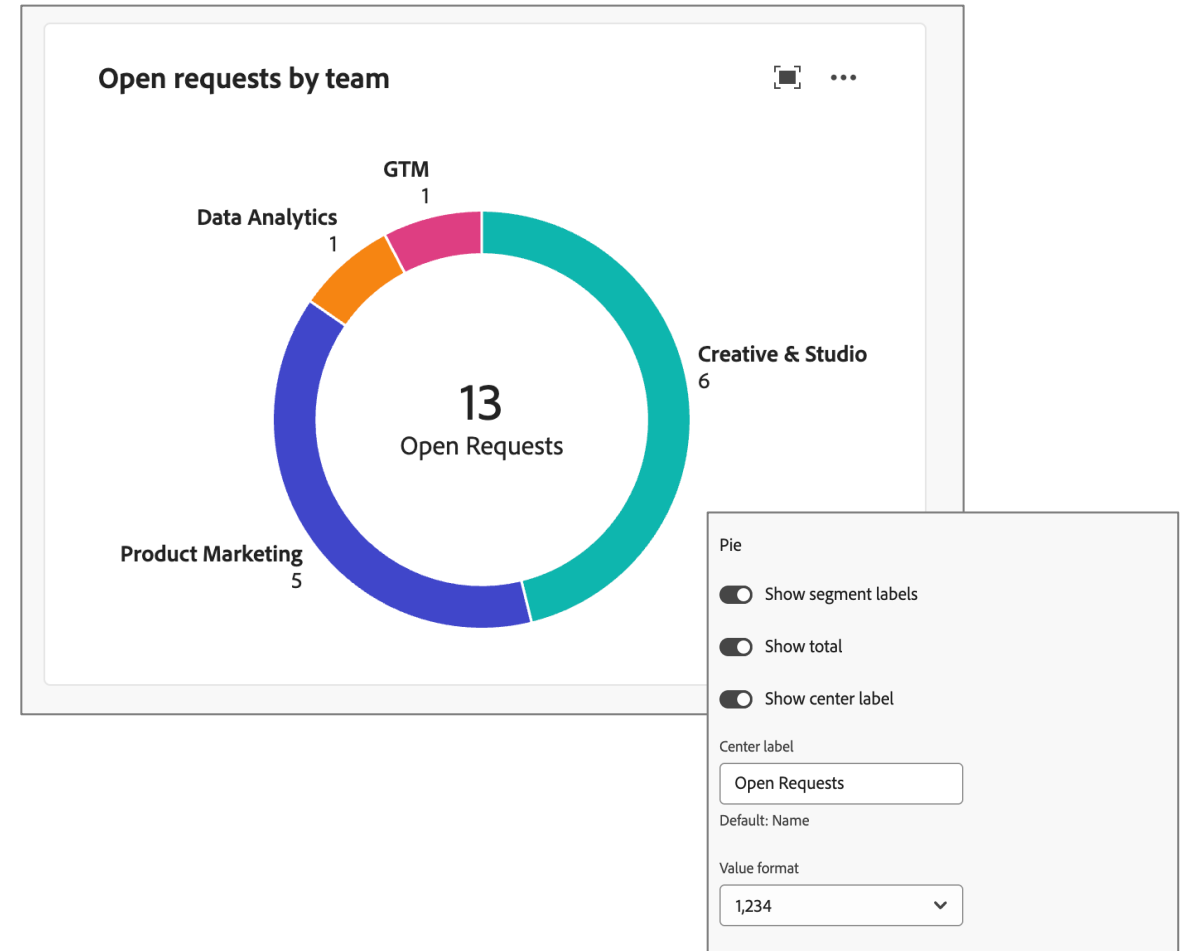 Open requests by team
GTM
1
Data Analytics
1
Creative & Studio
6
13
Open Requests
Product Marketing
5
Pie
Show segment labels
Show total
Show center label
Center label
Open Requests
Default: Name
Value format
1,234